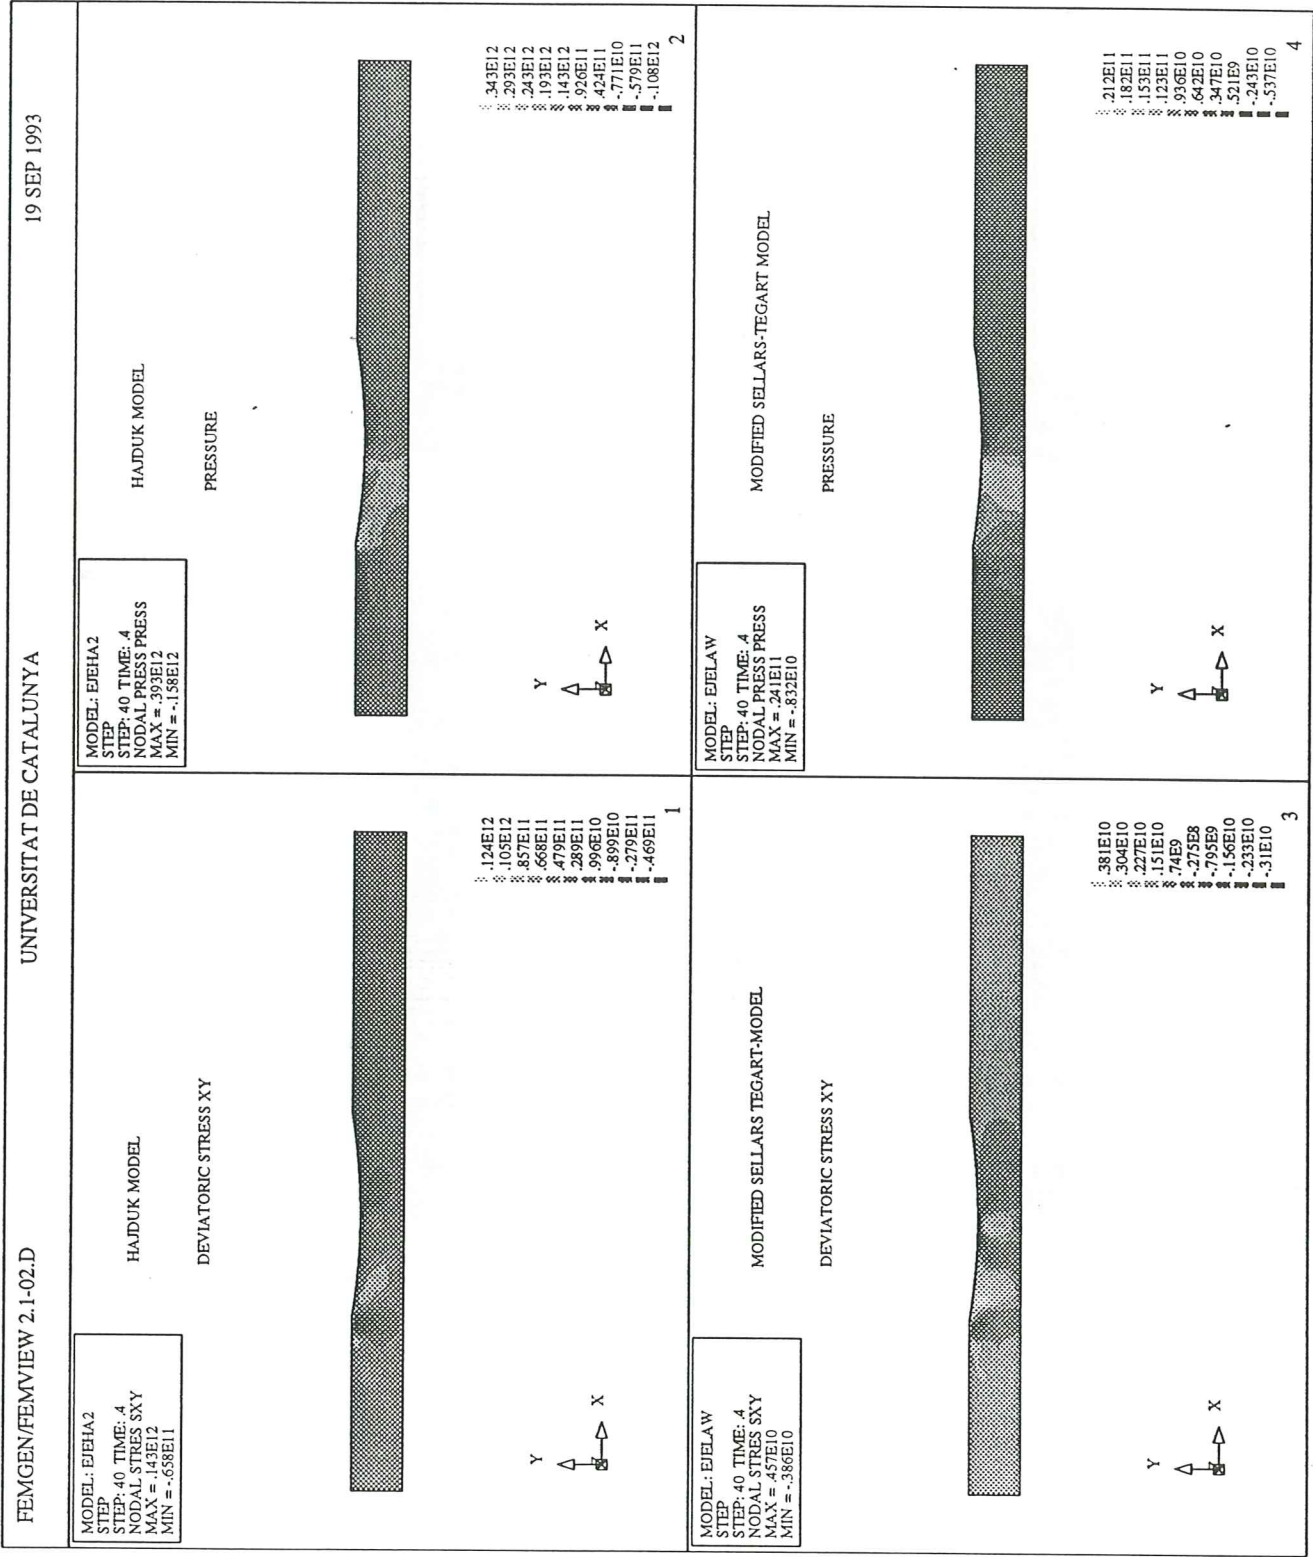 FEMGEN/FEMVIEW 2.1-02.D
UNIVERSITAT DE CATALUNYA
19 SEP 1993
MODEL: EJEHA2
STEP
STEP: 40 TIME: .4
NODAL STRES SXY
MAX = .143E12
MIN = -.658E11
HAJDUK MODEL
DEVIATORIC STRESS XY
Y
X
.124E12
.105E12
.857E11
.668E11
.479E11
.289E11
.996E10
-.899E10
-.279E11
-.469E11
1
MODEL: EJEHA2
STEP
STEP: 40 TIME: .4
NODAL PRESS PRESS
MAX = .393E12
MIN = -.158E12
HAJDUK MODEL
PRESSURE
Y
X
.343E12
.293E12
.243E12
.193E12
.143E12
.926E11
.424E11
-.771E10
-.579E11
-.108E12
2
MODEL: EJELAW
STEP
STEP: 40 TIME: .4
NODAL STRES SXY
MAX = .457E10
MIN = -.386E10
MODIFIED SELLARS TEGART-MODEL
DEVIATORIC STRESS XY
Y
X
.381E10
.304E10
.227E10
.151E10
.74E9
-.275E8
-.795E9
-.156E10
-.233E10
-.31E10
3
MODEL: EJELAW
STEP
STEP: 40 TIME: .4
NODAL PRESS PRESS
MAX = .241E11
MIN = -.832E10
MODIFIED SELLARS-TEGART MODEL
PRESSURE
Y
X
.212E11
.182E11
.153E11
.123E11
.936E10
.642E10
.347E10
.521E9
-.243E10
-.537E10
4